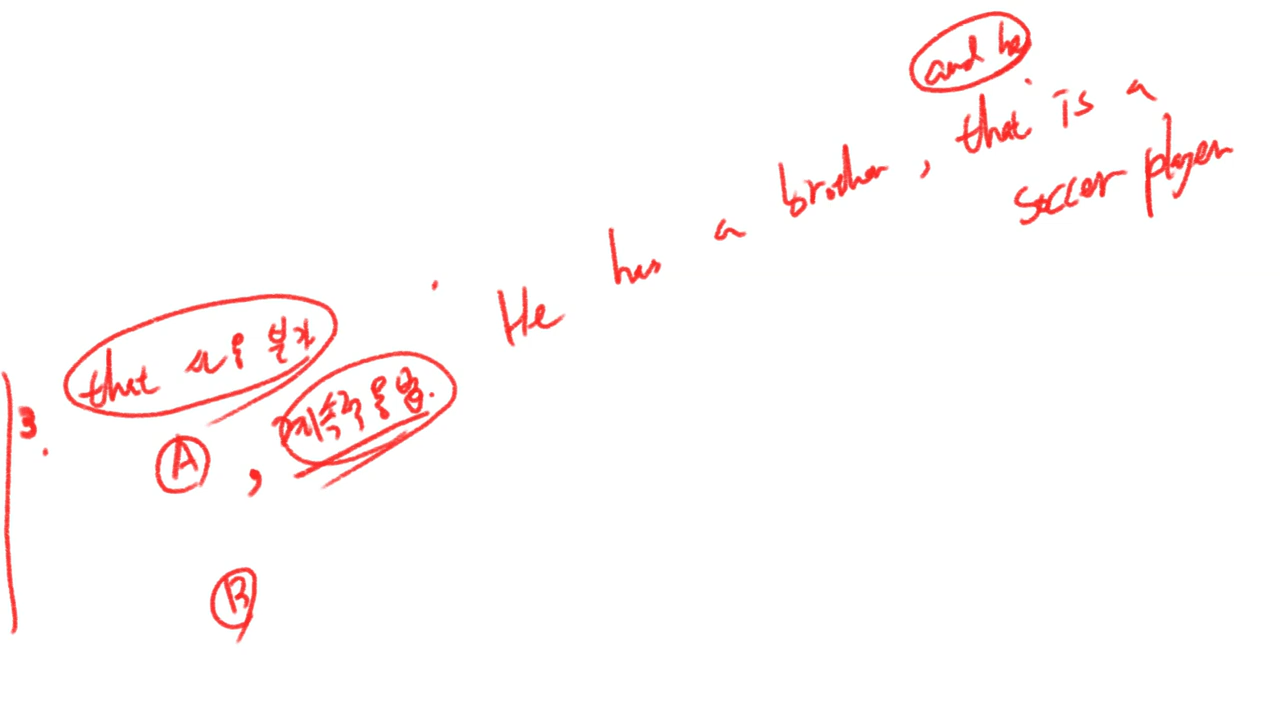 and he
He has a brother, that is a
soccer player
3. that 사용 불가
Ⓐ , 계속적용법.
Ⓑ